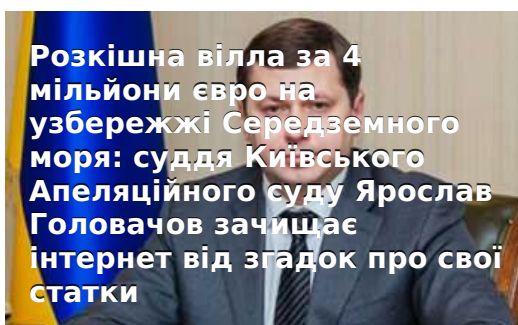 Розкішна вілла за 4
мільйони євро на
узбережжі Середземного
моря: суддя Київського
Апеляційного суду Ярослав
Головачов зачищає
інтернет від згадок про свої
статки